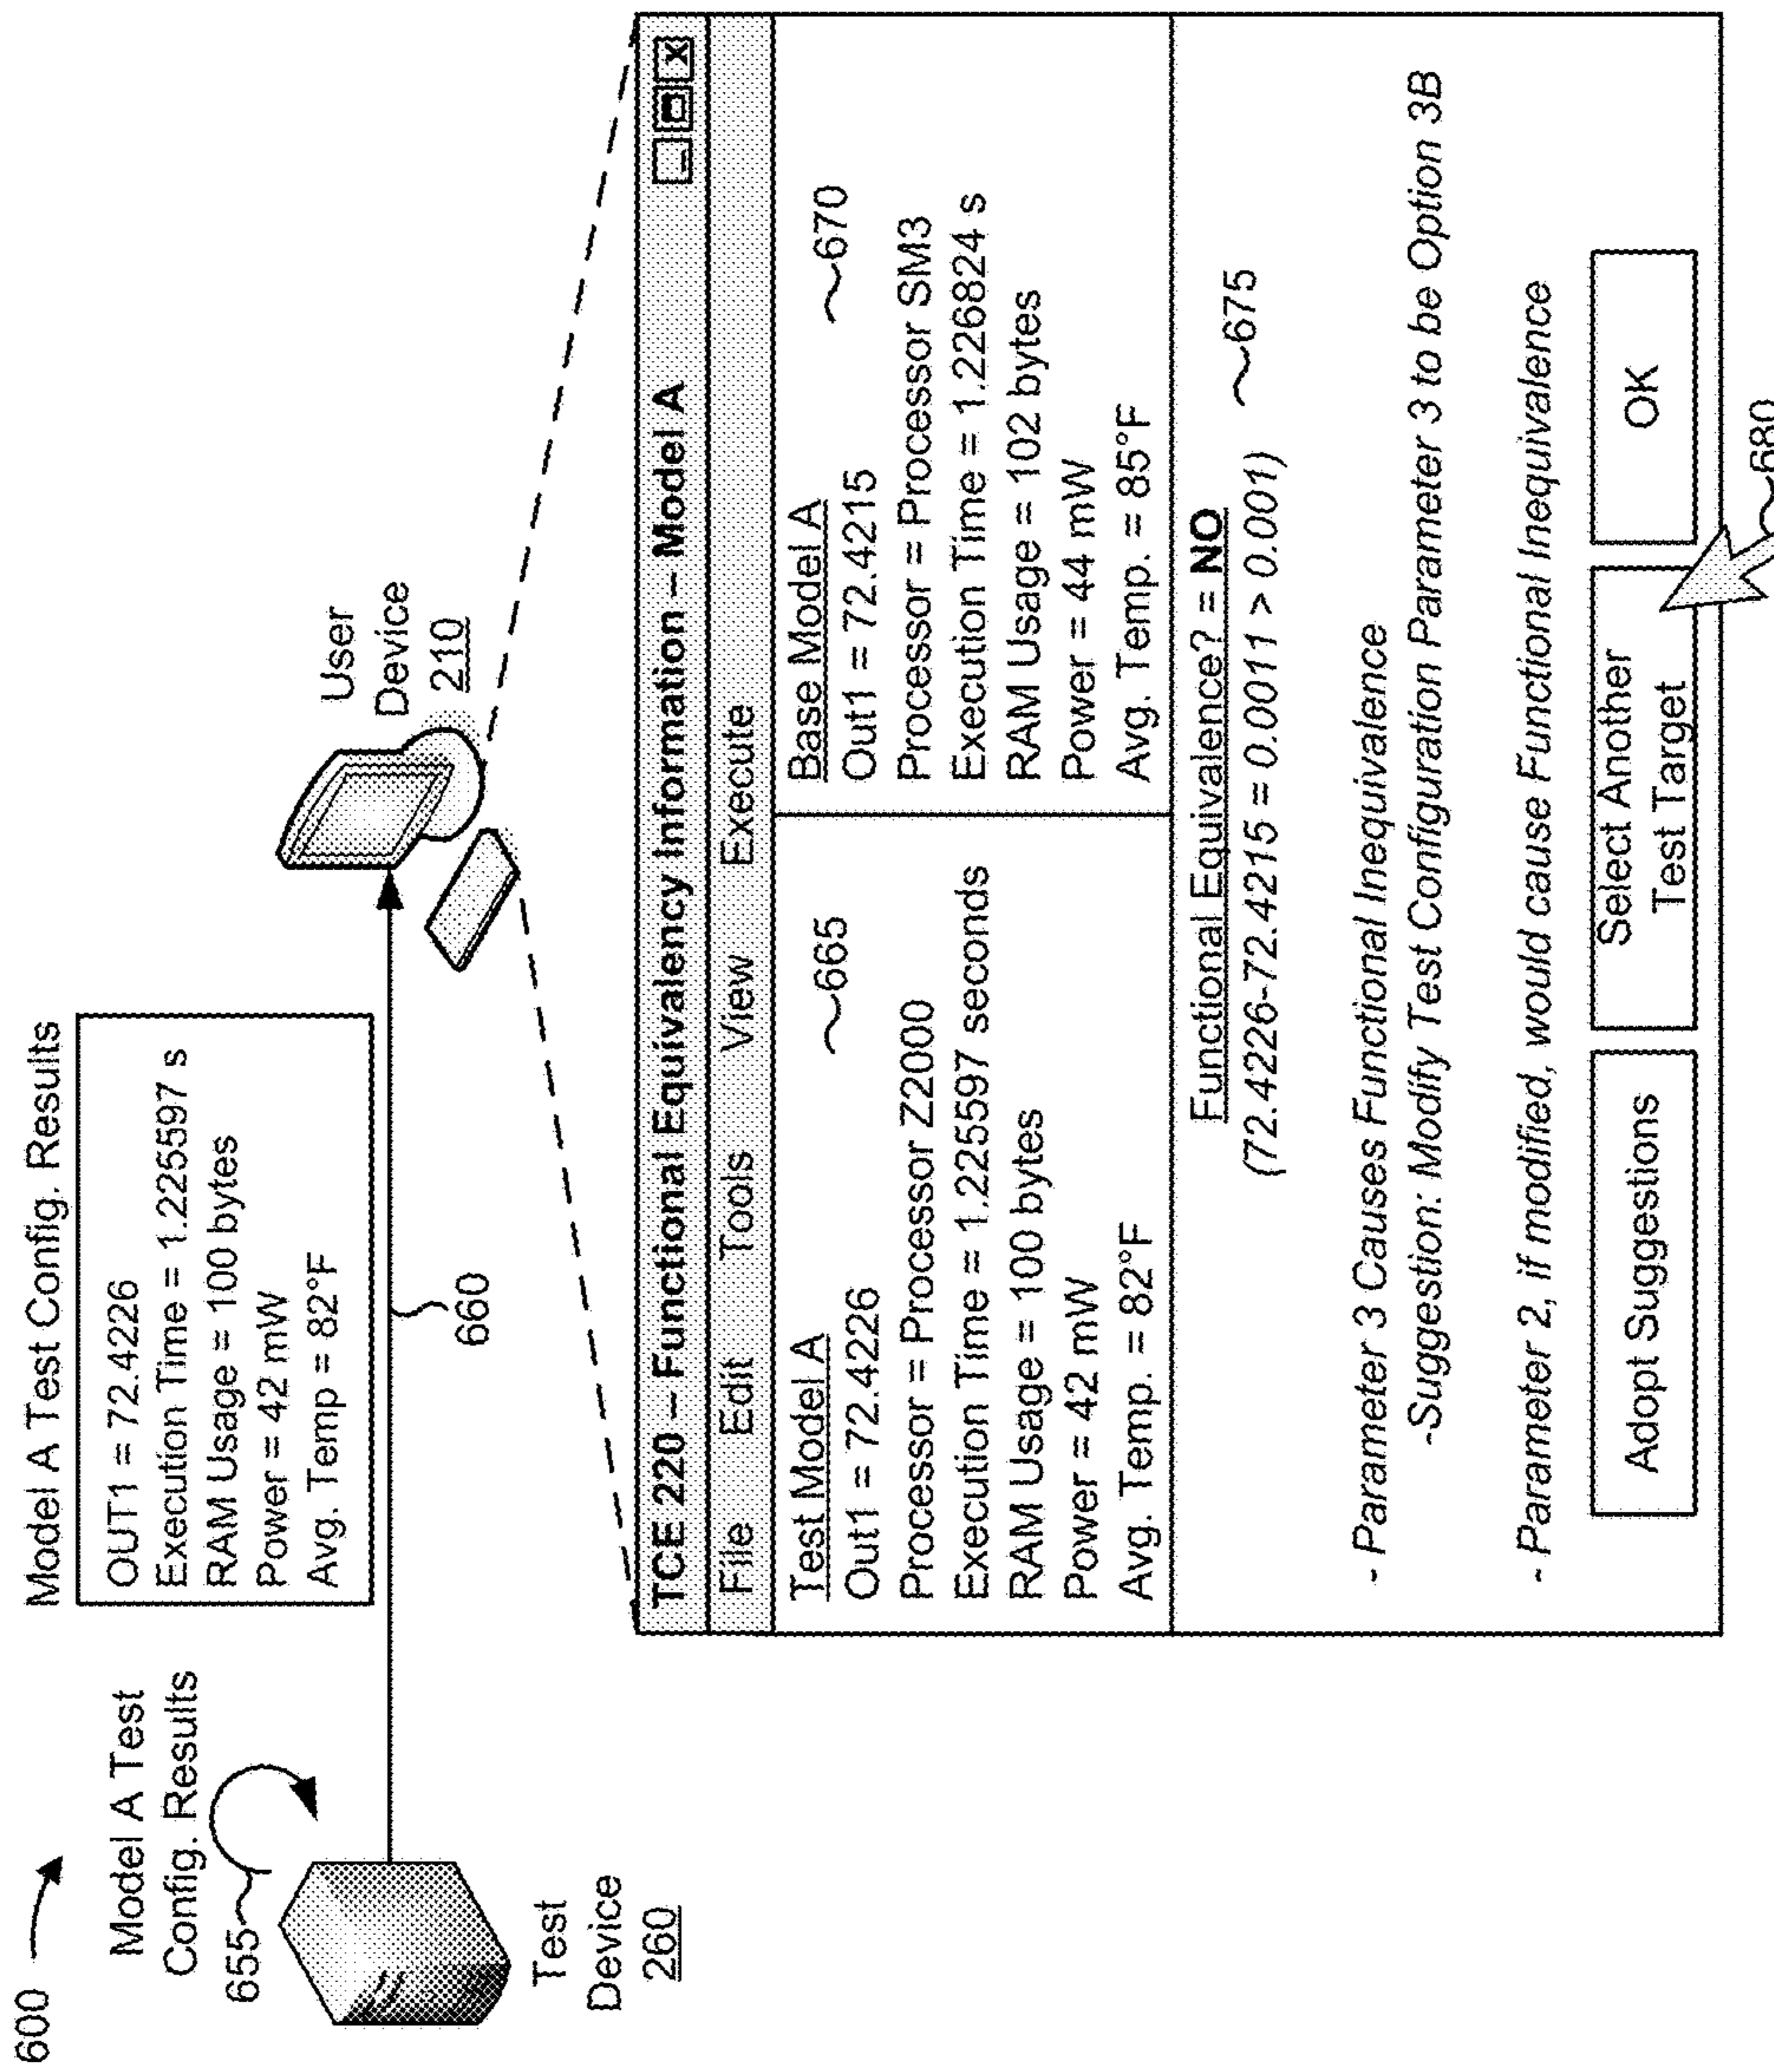 600
Model A Test
Config. Results
655
Test
Device
260
Model A Test Config. Results
OUT1 = 72.4226
Execution Time = 1.225597 s
RAM Usage = 100 bytes
Power = 42 mW
Avg. Temp = 82°F
660
User
Device
210
TCE 220 – Functional Equivalency Information – Model A
_ X
File Edit Tools View Execute
Test Model A
665
Out1 = 72.4226
Processor = Processor Z2000
Execution Time = 1.225597 seconds
RAM Usage = 100 bytes
Power = 42 mW
Avg. Temp. = 82°F
Base Model A
670
Out1 = 72.4215
Processor = Processor SM3
Execution Time = 1.226824 s
RAM Usage = 102 bytes
Power = 44 mW
Avg. Temp. = 85°F
Functional Equivalence? = NO
(72.4226-72.4215 = 0.0011 > 0.001)
675
- Parameter 3 Causes Functional Inequivalence
-Suggestion: Modify Test Configuration Parameter 3 to be Option 3B
- Parameter 2, if modified, would cause Functional Inequivalence
Adopt Suggestions
Select Another
Test Target
OK
680